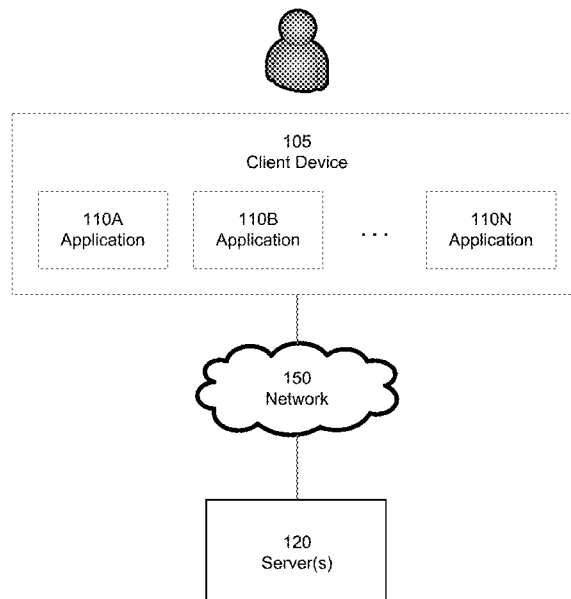 105
Client Device
110A
Application
110B
Application
. . .
110N
Application
150
Network
120
Server(s)